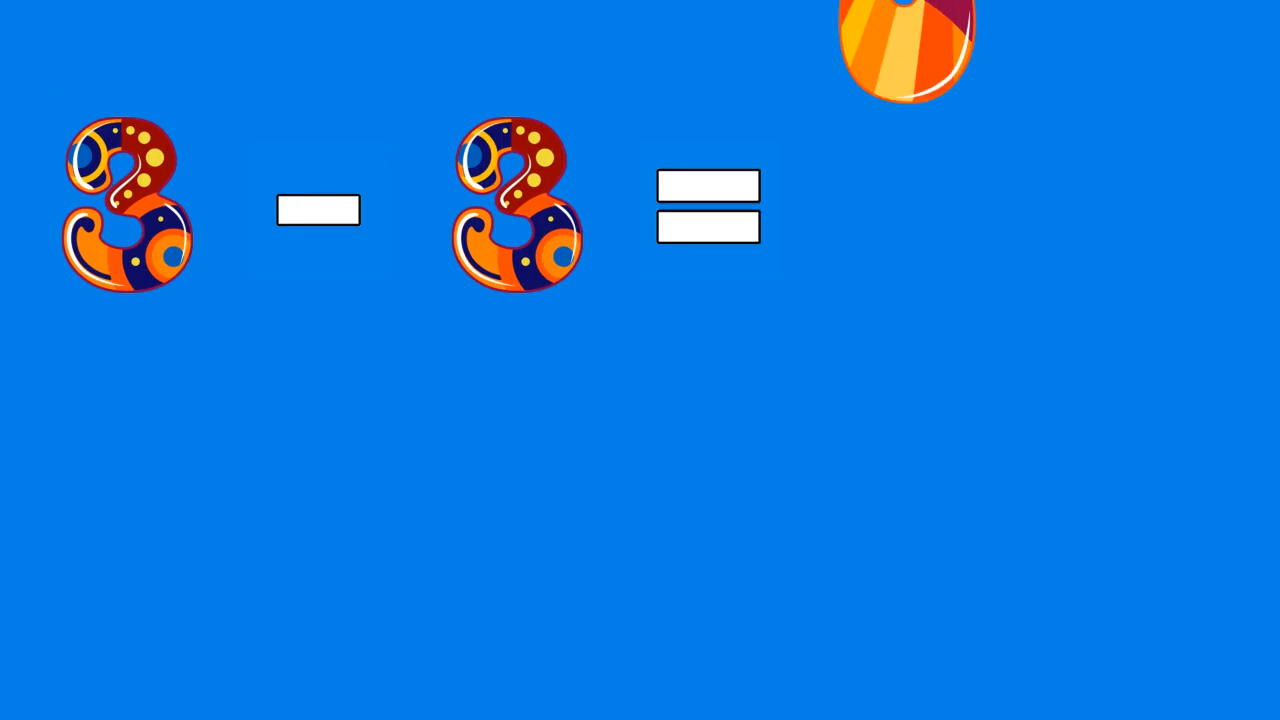 3 - 3 =